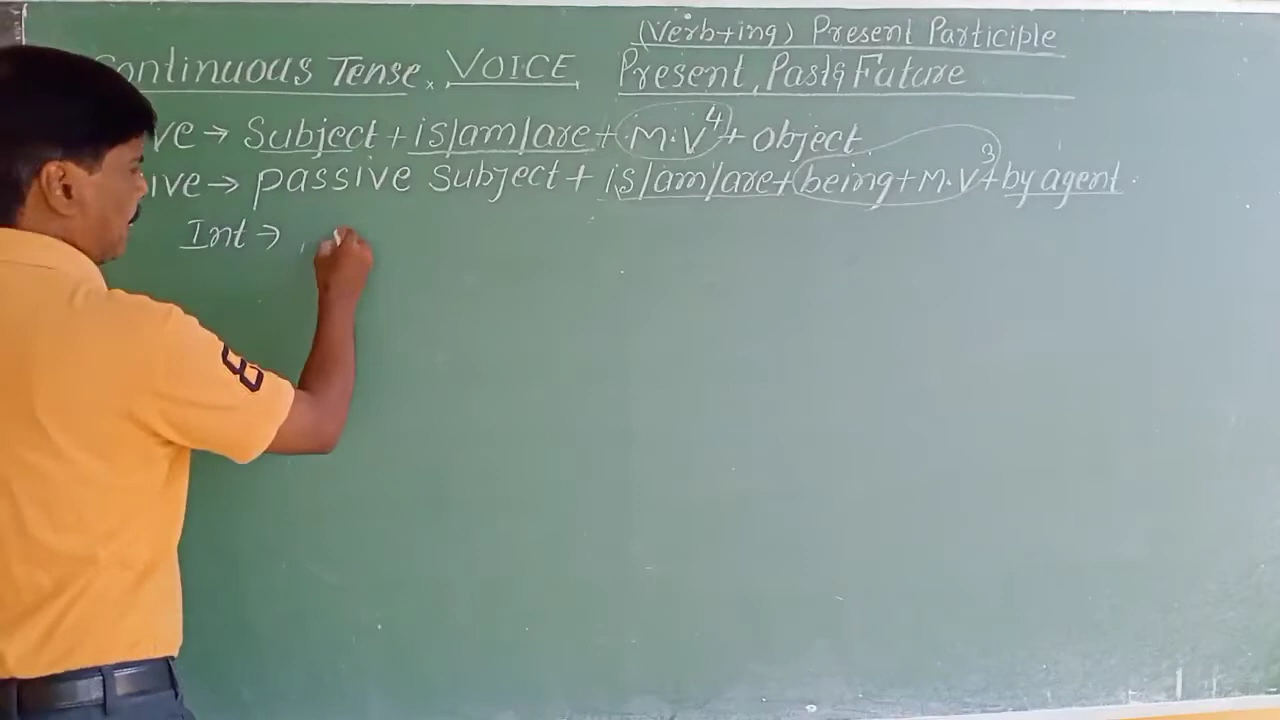 (Verb+ing) Present Participle
Continuous Tense, VOICE Present, Past & Future
ve → Subject + is/am/are + M.V⁴ + object
ive → passive subject + is/am/are + being + M.V³ + by agent.
Int →
8